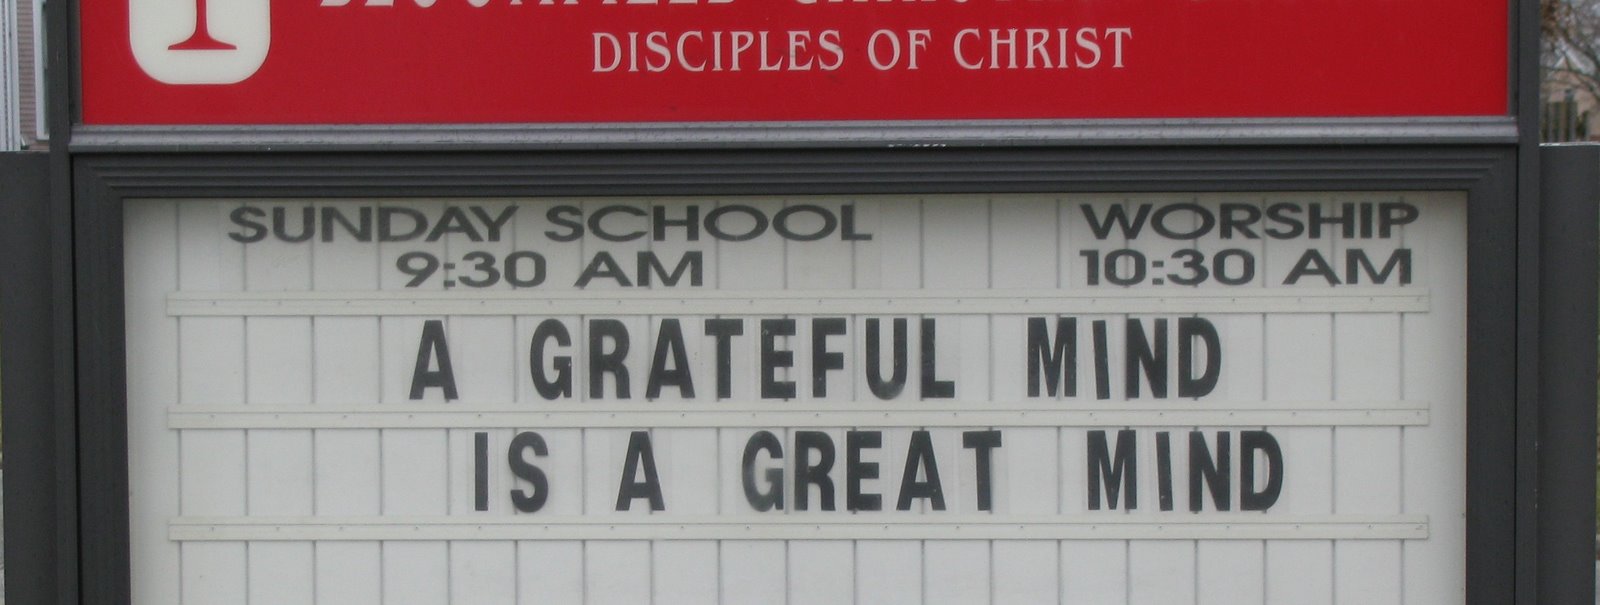 DISCIPLES OF CHRIST
SUNDAY SCHOOL WORSHIP
9:30 AM 10:30 AM
A GRATEFUL MIND
IS A GREAT MIND